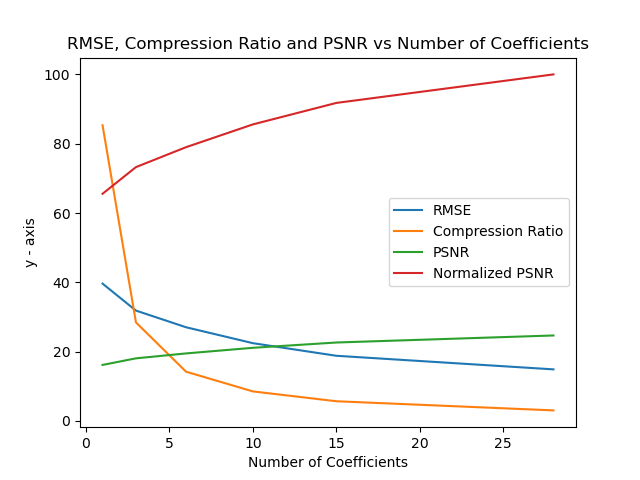 RMSE, Compression Ratio and PSNR vs Number of Coefficients
100
80
60
40
20
0
y - axis
RMSE
Compression Ratio
PSNR
Normalized PSNR
0 5 10 15 20 25
Number of Coefficients